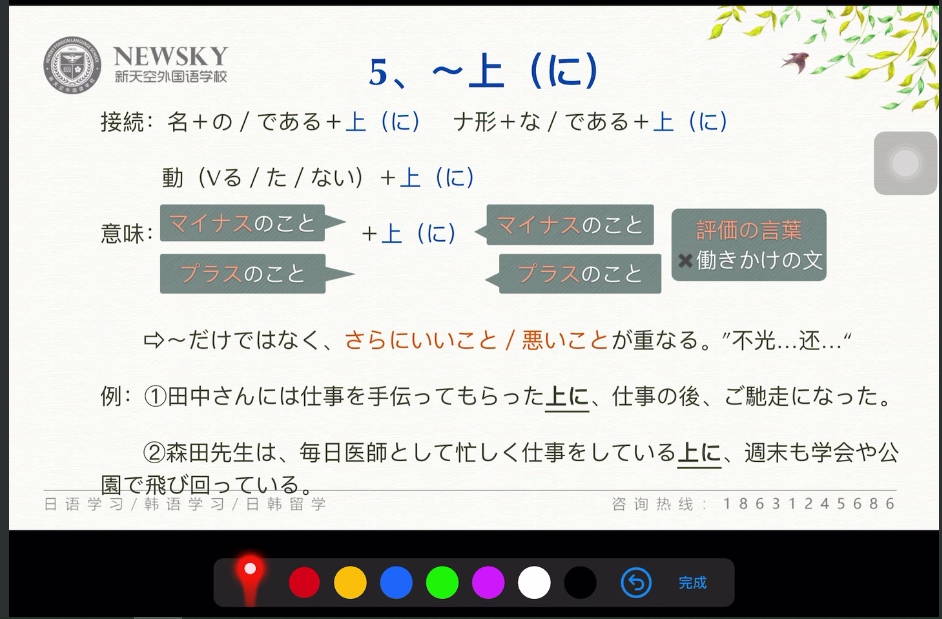 NEWSKY
新天空外国语学校
5、～上（に）
接続：名＋の / である＋上（に） ナ形＋な / である＋上（に）
動（Vる / た / ない）＋上（に）
意味：
マイナスのこと
プラスのこと
＋上（に）
マイナスのこと
プラスのこと
評価の言葉
✖働きかけの文
⇨～だけではなく、さらにいいこと / 悪いことが重なる。”不光…还…“
例：①田中さんには仕事を手伝ってもらった上に、仕事の後、ご馳走になった。
②森田先生は、毎日医師として忙しく仕事をしている上に、週末も学会や公
園で飛び回っている。
日语学习/韩语学习/日韩留学
咨询热线：18631245686
完成